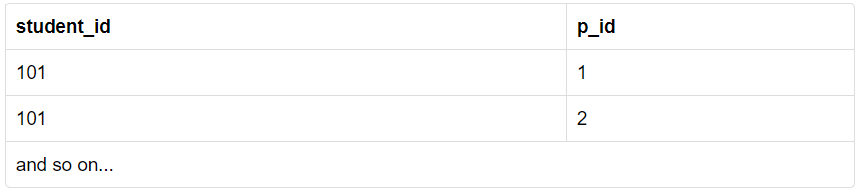 student_id p_id
101 1
101 2
and so on...